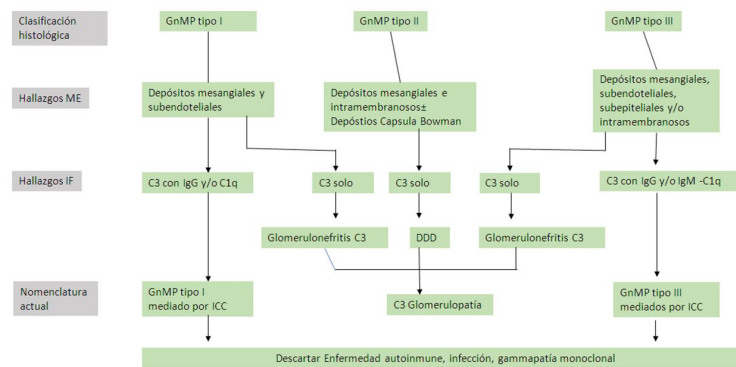 Clasificación
histológica
GnMP tipo I
GnMP tipo II
GnMP tipo III
Hallazgos ME
Depósitos mesangiales y
subendoteliales
Depósitos mesangiales e
intramembranosos±
Depóstios Capsula Bowman
Depósitos mesangiales,
subendoteliales,
subepiteliales y/o
intramembranosos
Hallazgos IF
C3 con IgG y/o C1q
C3 solo
C3 solo
C3 solo
C3 con IgG y/o IgM -C1q
Glomerulonefritis C3
DDD
Glomerulonefritis C3
Nomenclatura
actual
GnMP tipo I
mediado por ICC
C3 Glomerulopatía
GnMP tipo III
mediados por ICC
Descartar Enfermedad autoinmune, infección, gammapatía monoclonal